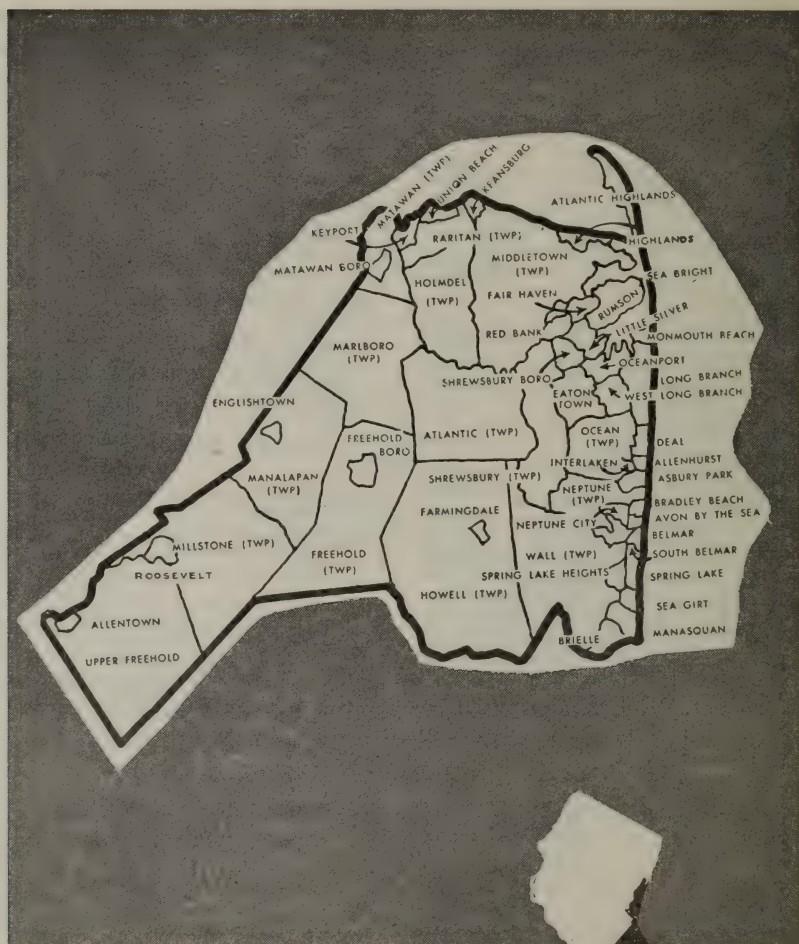 MATAWAN (TWP)
UNION BEACH
KEANSBURG
ATLANTIC HIGHLANDS
KEYPORT
RARITAN (TWP)
HIGHLANDS
MATAWAN BORO
MIDDLETOWN
(TWP)
SEA BRIGHT
HOLMDEL
(TWP)
FAIR HAVEN
RUMSON
LITTLE SILVER
RED BANK
MONMOUTH BEACH
MARLBORO
(TWP)
OCEANPORT
SHREWSBURY BORO
LONG BRANCH
EATON
TOWN
WEST LONG BRANCH
ENGLISHTOWN
FREEHOLD
BORO
ATLANTIC (TWP)
OCEAN
(TWP)
DEAL
INTERLAKEN
ALLENHURST
MANALAPAN
(TWP)
SHREWSBURY (TWP)
ASBURY PARK
NEPTUNE
(TWP)
BRADLEY BEACH
FARMINGDALE
AVON BY THE SEA
NEPTUNE CITY
BELMAR
MILLSTONE (TWP)
FREEHOLD
(TWP)
WALL (TWP)
SOUTH BELMAR
ROOSEVELT
SPRING LAKE HEIGHTS
SPRING LAKE
HOWELL (TWP)
SEA GIRT
ALLENTOWN
MANASQUAN
BRIELLE
UPPER FREEHOLD